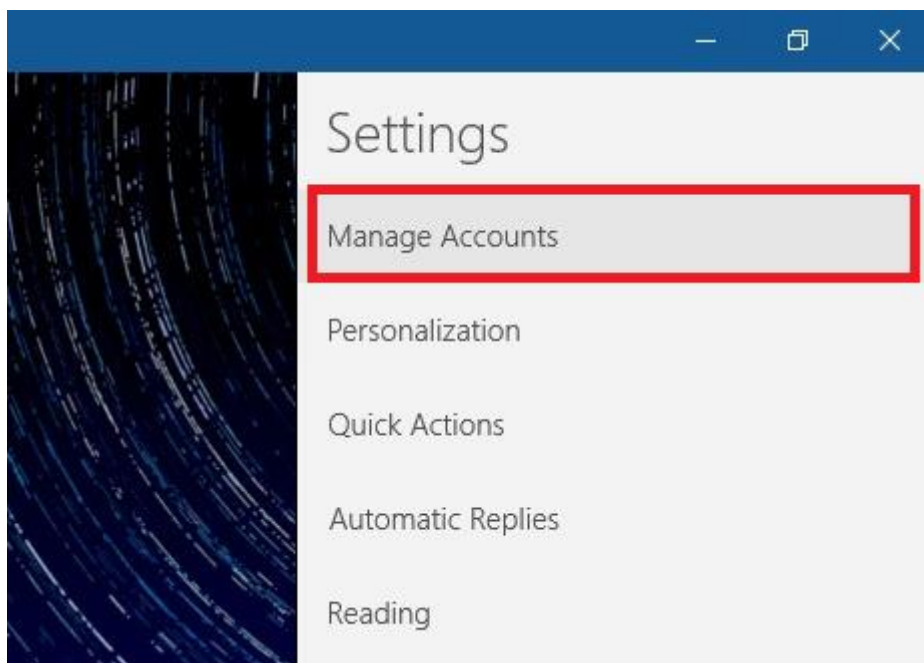 Settings
Manage Accounts
Personalization
Quick Actions
Automatic Replies
Reading